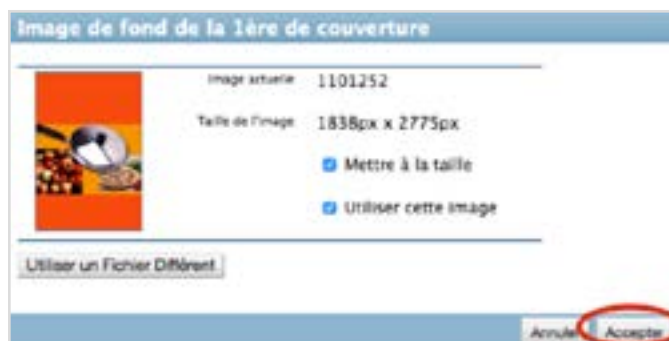 Image de fond de la 1ère de couverture
Image actuelle 1101252
Taille de l'image 1838px x 2775px
Mettre à la taille
Utiliser cette image
Utiliser un Fichier Différent
Annuler Accepter